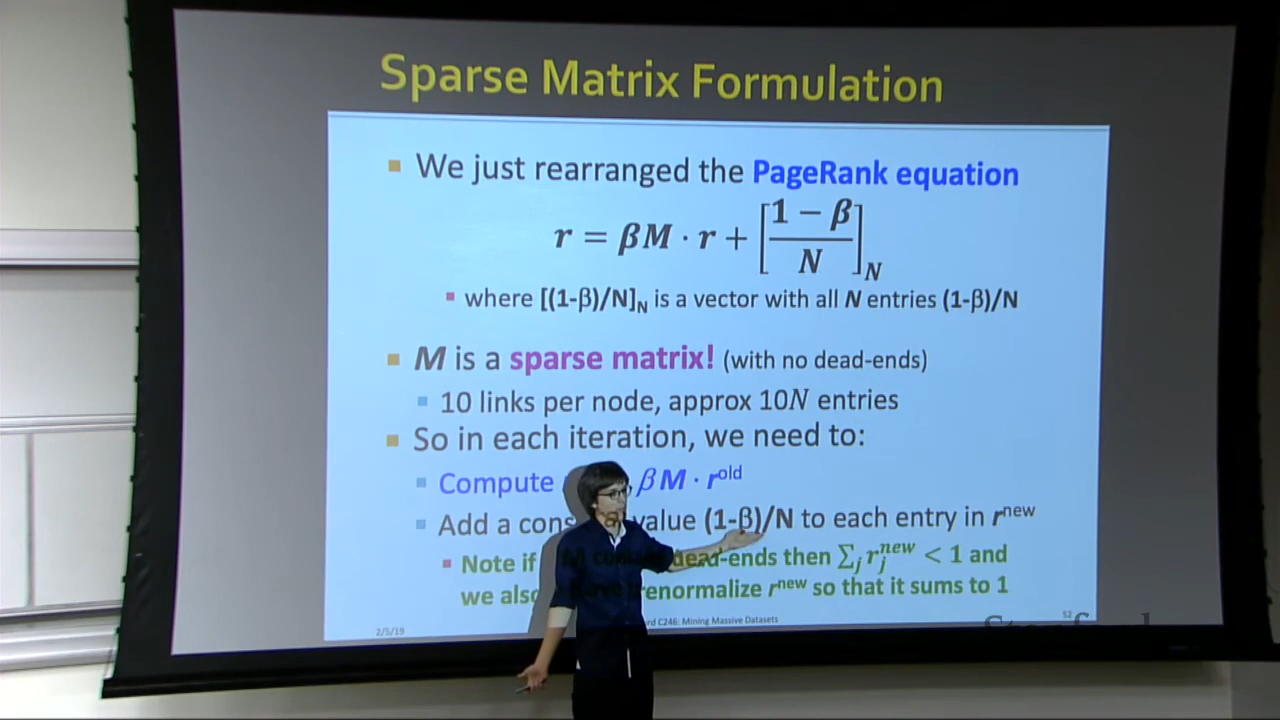 Sparse Matrix Formulation
▪ We just rearranged the PageRank equation
r = βM · r + [(1 − β)/N]_N
▪ where [(1-β)/N]_N is a vector with all N entries (1-β)/N
▪ M is a sparse matrix! (with no dead-ends)
▪ 10 links per node, approx 10N entries
▪ So in each iteration, we need to:
▪ Compute βM · r^old
▪ Add a value (1-β)/N to each entry in r^new
▪ Note if M dead-ends then ∑_j r_j^new < 1 and
we also renormalize r^new so that it sums to 1
2/5/19
C246: Mining Massive Datasets
52